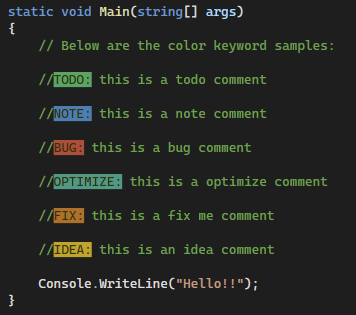 static void Main(string[] args)
{
// Below are the color keyword samples:
//TODO: this is a todo comment
//NOTE: this is a note comment
//BUG: this is a bug comment
//OPTIMIZE: this is a optimize comment
//FIX: this is a fix me comment
//IDEA: this is an idea comment
Console.WriteLine("Hello!!");
}